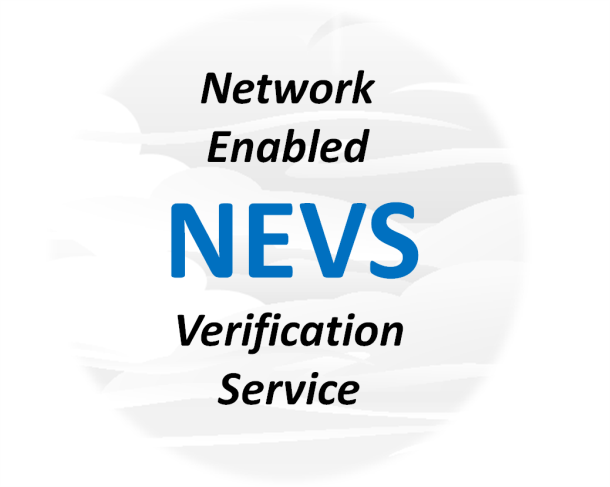 Network
Enabled
NEVS
Verification
Service